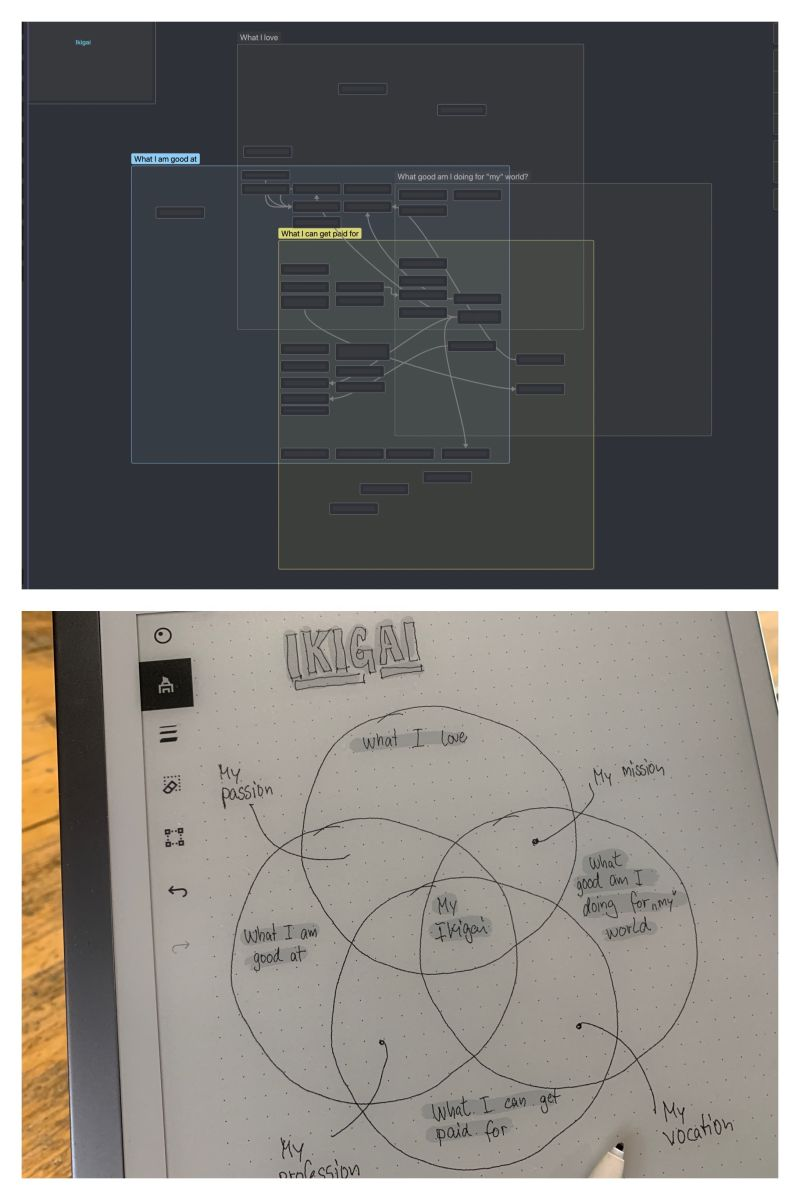 Ikigai
What I love
What I am good at
What good am I doing for "my" world?
What I can get paid for
IKIGAI
What I love
My
passion
My mission
What
good am I
doing for „my"
world
My
Ikigai
What I am
good at
What I can get
paid for
My
vocation
My
profession